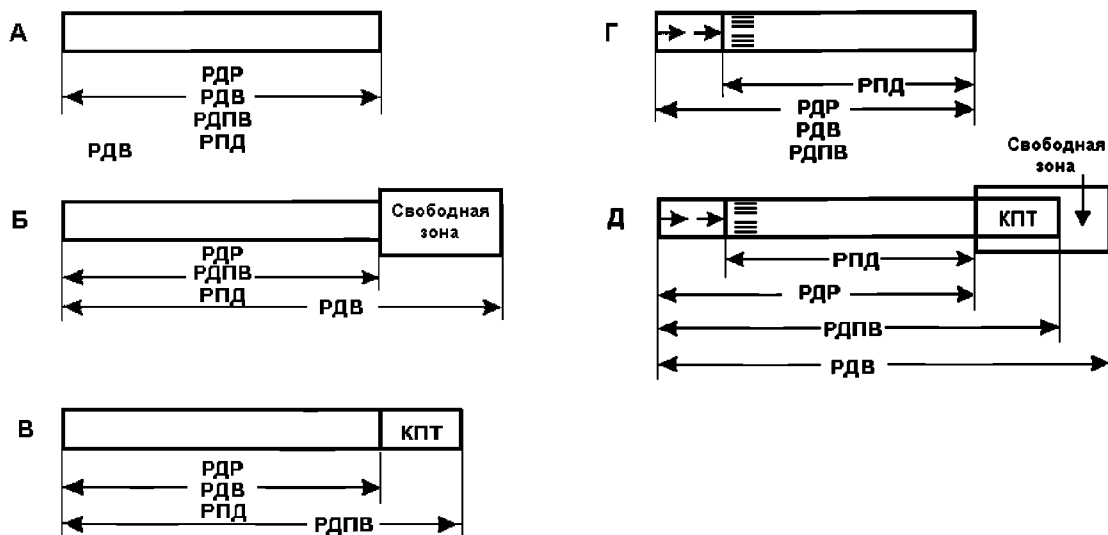 А
РДР
РДВ
РДПВ
РПД
РДВ
Б
Свободная
зона
РДР
РДПВ
РПД
РДВ
В
КПТ
РДР
РДВ
РПД
РДПВ
Г
РПД
РДР
РДВ
РДПВ
Свободная
зона
Д
КПТ
РПД
РДР
РДПВ
РДВ